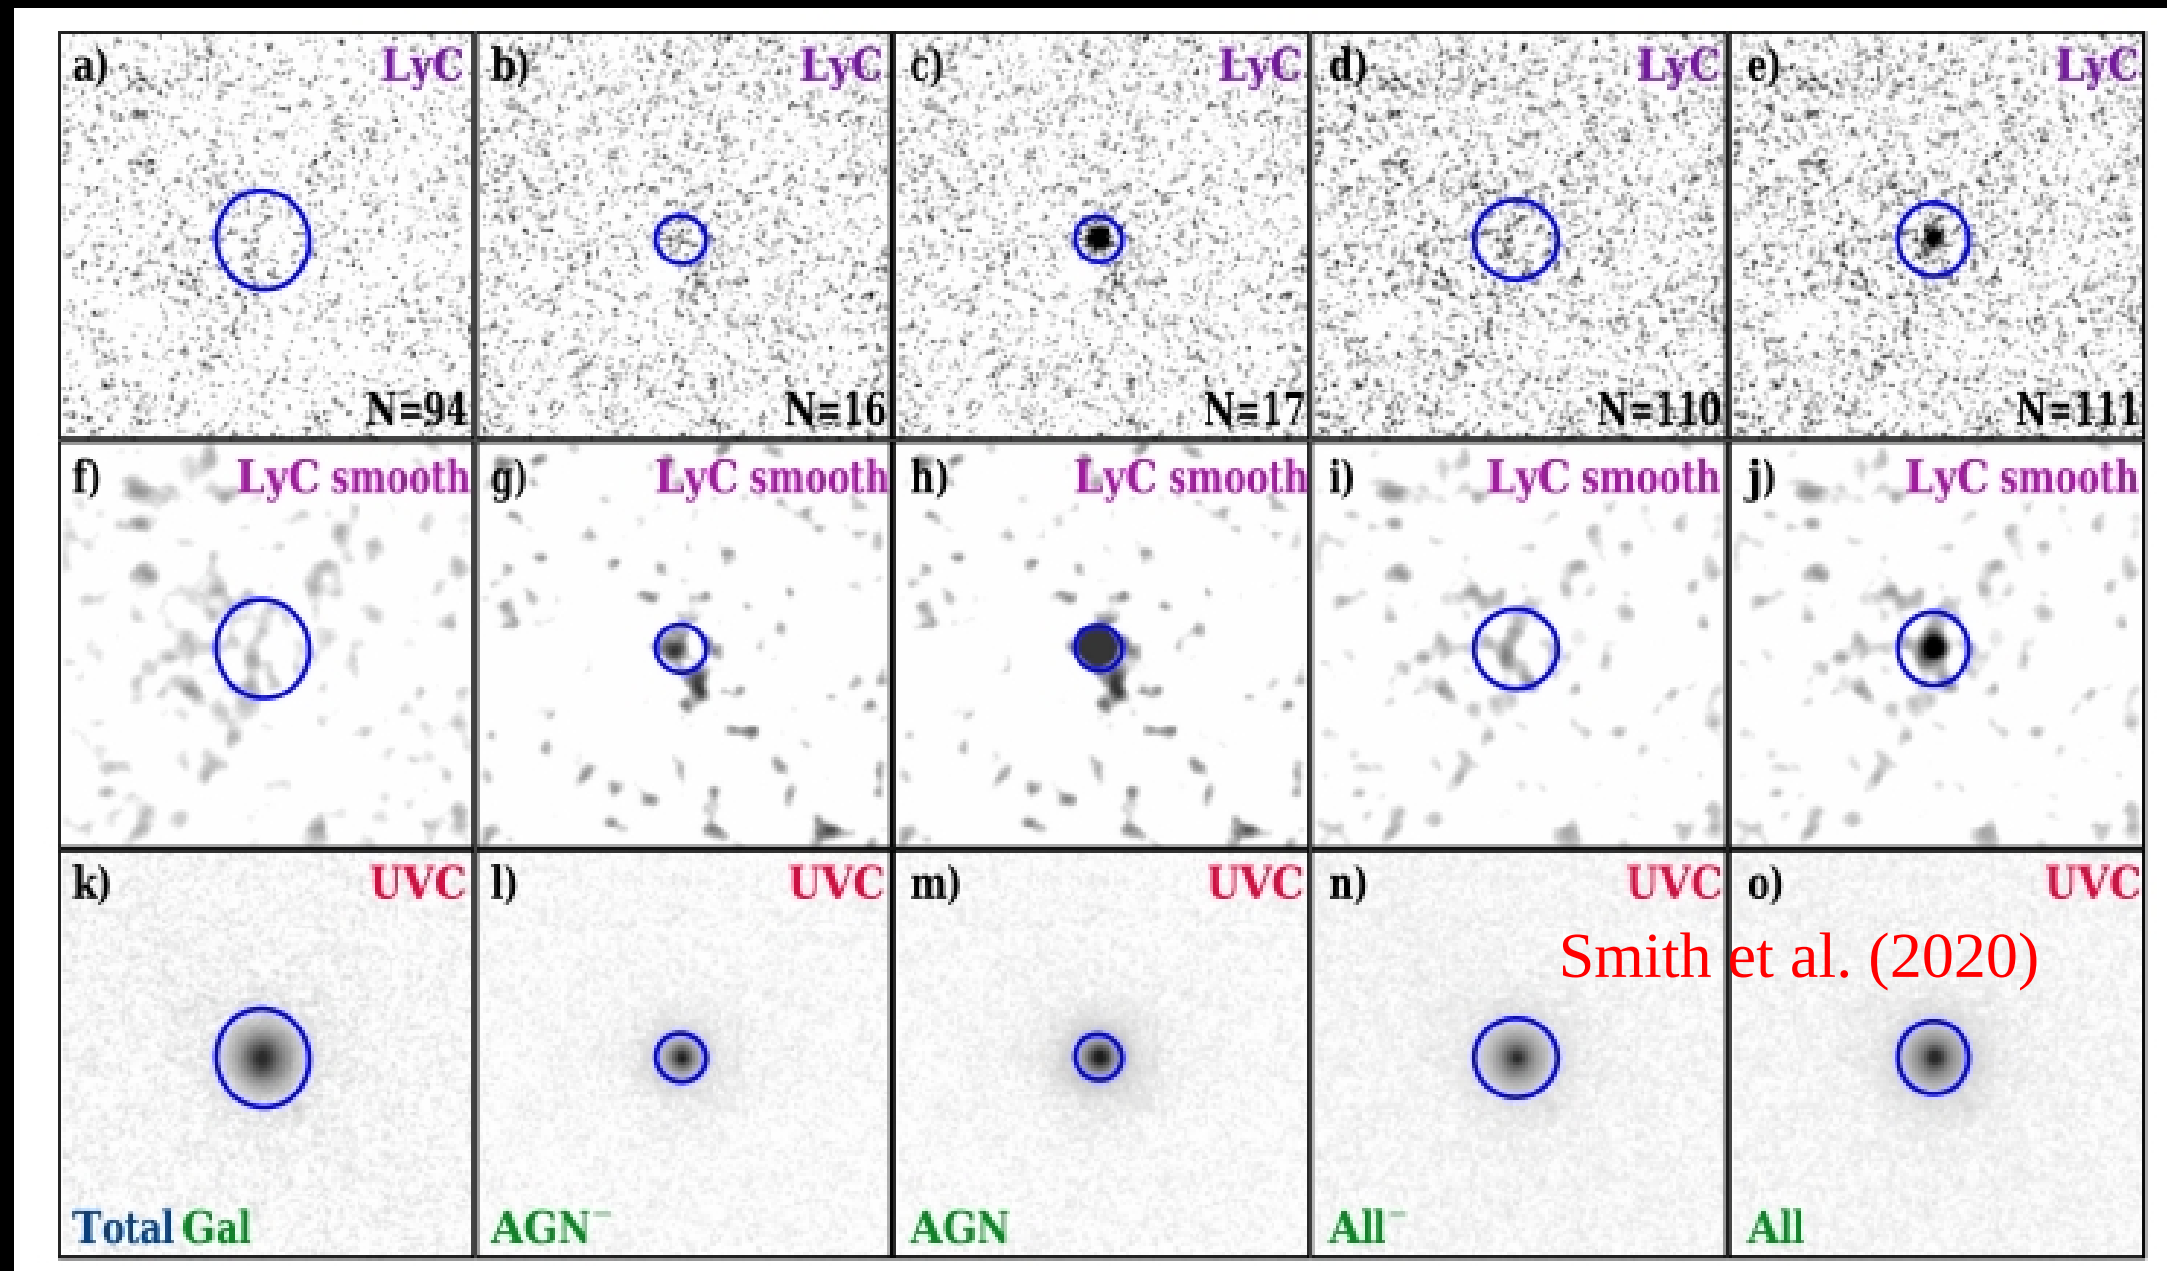 a) LyC
N=94
b) LyC
N=16
c) LyC
N=17
d) LyC
N=110
e) LyC
N=111
f) LyC smooth
g) LyC smooth
h) LyC smooth
i) LyC smooth
j) LyC smooth
k) UVC
Total Gal
l) UVC
AGN⁻
m) UVC
AGN
n) UVC
All⁻
o) UVC
All
Smith et al. (2020)